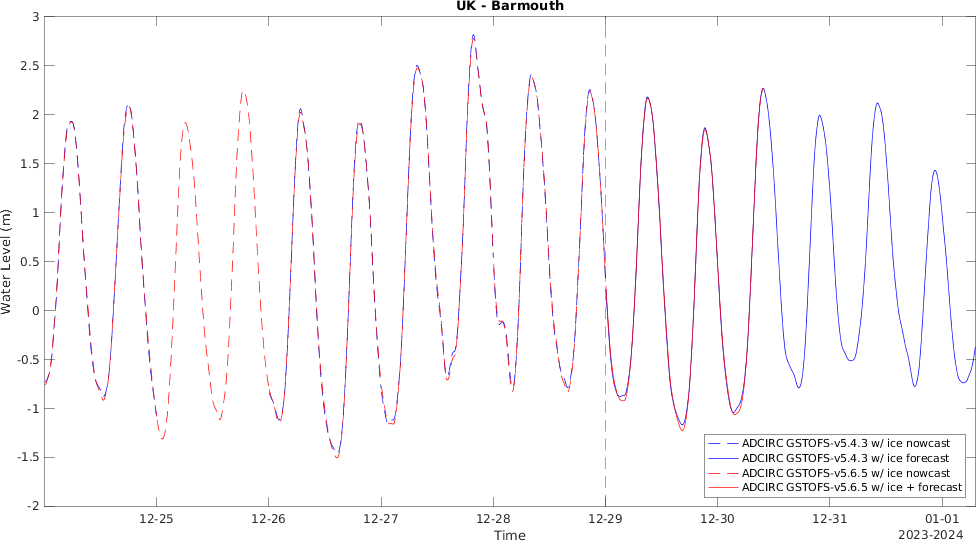 UK - Barmouth
3
2.5
2
1.5
1
0.5
0
-0.5
-1
-1.5
-2
Water Level (m)
12-25 12-26 12-27 12-28 12-29 12-30 12-31 01-01
Time
2023-2024
ADCIRC GSTOFS-v5.4.3 w/ ice nowcast
ADCIRC GSTOFS-v5.4.3 w/ ice forecast
ADCIRC GSTOFS-v5.6.5 w/ ice nowcast
ADCIRC GSTOFS-v5.6.5 w/ ice + forecast